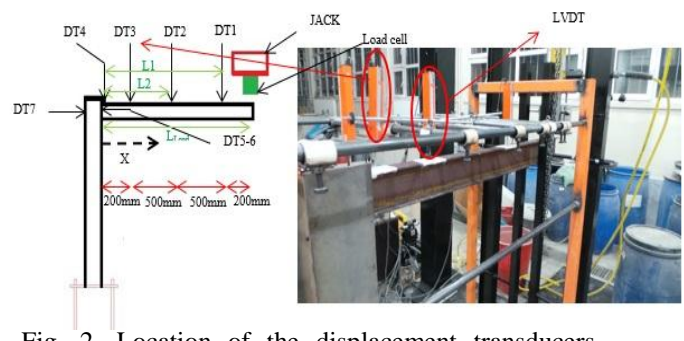 JACK
DT4 DT3 DT2 DT1
LVDT
Load cell
L1
L2
DT7
DT5-6
X
200mm 500mm 500mm 200mm
Fig. 2. Location of the displacement transducers